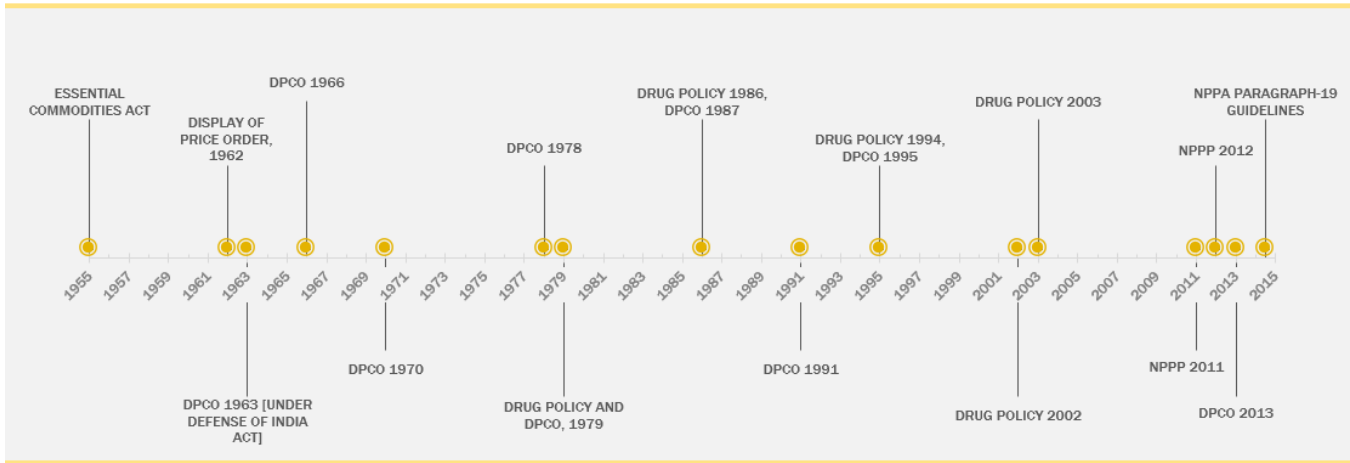 ESSENTIAL
COMMODITIES ACT
DISPLAY OF
PRICE ORDER,
1962
DPCO 1966
DPCO 1978
DRUG POLICY 1986,
DPCO 1987
DRUG POLICY 1994,
DPCO 1995
DRUG POLICY 2003
NPPP 2012
NPPA PARAGRAPH-19
GUIDELINES
1955
1957
1959
1961
1963
1965
1967
1969
1971
1973
1975
1977
1979
1981
1983
1985
1987
1989
1991
1993
1995
1997
1999
2001
2003
2005
2007
2009
2011
2013
2015
DPCO 1963 [UNDER
DEFENSE OF INDIA
ACT]
DPCO 1970
DRUG POLICY AND
DPCO, 1979
DPCO 1991
DRUG POLICY 2002
NPPP 2011
DPCO 2013